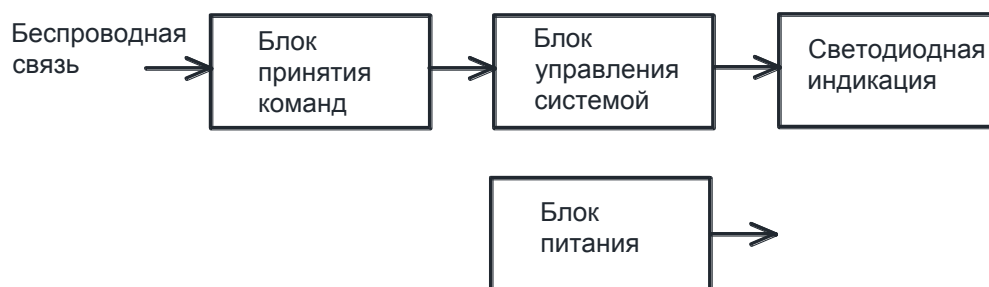 Беспроводная
связь
Блок
принятия
команд
Блок
управления
системой
Светодиодная
индикация
Блок
питания